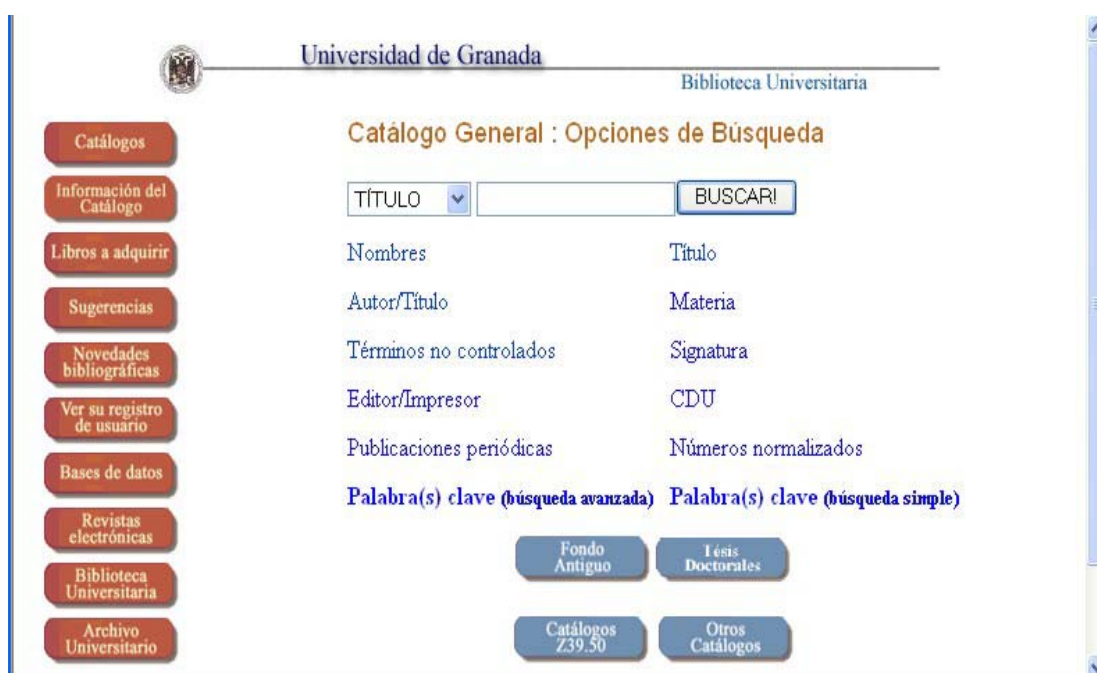 Universidad de Granada
Biblioteca Universitaria
Catálogos
Información del
Catálogo
Libros a adquirir
Sugerencias
Novedades
bibliográficas
Ver su registro
de usuario
Bases de datos
Revistas
electrónicas
Biblioteca
Universitaria
Archivo
Universitario
Catálogo General : Opciones de Búsqueda
TÍTULO BUSCAR!
Nombres Título
Autor/Título Materia
Términos no controlados Signatura
Editor/Impresor CDU
Publicaciones periódicas Números normalizados
Palabra(s) clave (búsqueda avanzada) Palabra(s) clave (búsqueda simple)
Fondo
Antiguo
Tésis
Doctorales
Catálogos
Z39.50
Otros
Catálogos